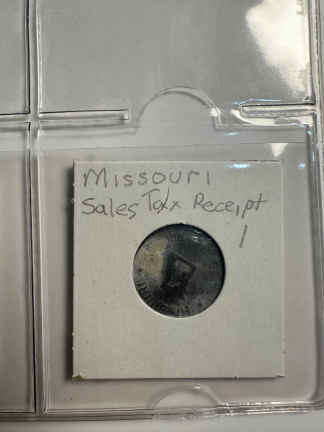 Missouri
Sales Tax Receipt
1